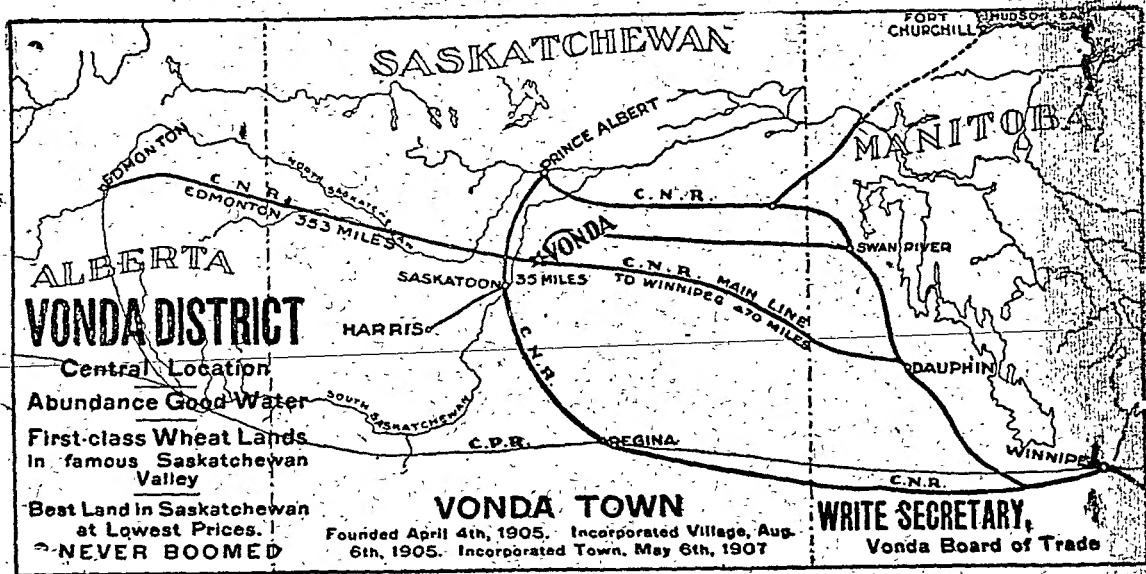 SASKATCHEWAN
FORT
CHURCHILL
HUDSON BAY
MANITOBA
EDMONTON
PRINCE ALBERT
C. N. R.
EDMONTON 353 MILES
NORTH SASKATCHEWAN
C. N. R.
VONDA
SWAN RIVER
ALBERTA
SASKATOON
35 MILES
C. N. R. MAIN LINE
TO WINNIPEG 470 MILES
HARRIS
C. N. R.
DAUPHIN
SOUTH SASKATCHEWAN
C.P.R.
REGINA
WINNIPEG
C.N.R.
VONDA DISTRICT
Central Location
Abundance Good Water
First-class Wheat Lands
in famous Saskatchewan
Valley
Best Land in Saskatchewan
at Lowest Prices.
NEVER BOOMED
VONDA TOWN
Founded April 4th, 1905. Incorporated Village, Aug.
6th, 1905. Incorporated Town, May 6th, 1907
WRITE SECRETARY,
Vonda Board of Trade